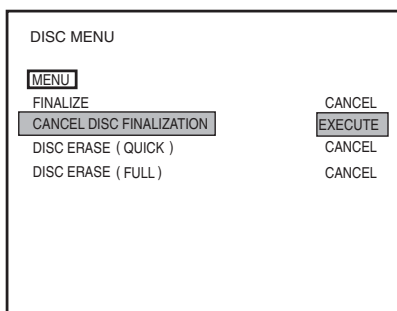 DISC MENU
MENU
FINALIZE CANCEL
CANCEL DISC FINALIZATION EXECUTE
DISC ERASE ( QUICK ) CANCEL
DISC ERASE ( FULL ) CANCEL